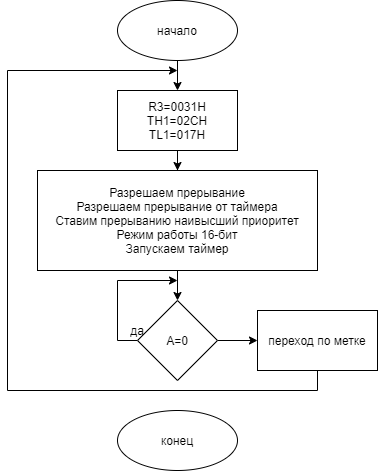 начало
R3=0031H
TH1=02CH
TL1=017H
Разрешаем прерывание
Разрешаем прерывание от таймера
Ставим прерыванию наивысший приоритет
Режим работы 16-бит
Запускаем таймер
да
A=0
переход по метке
конец